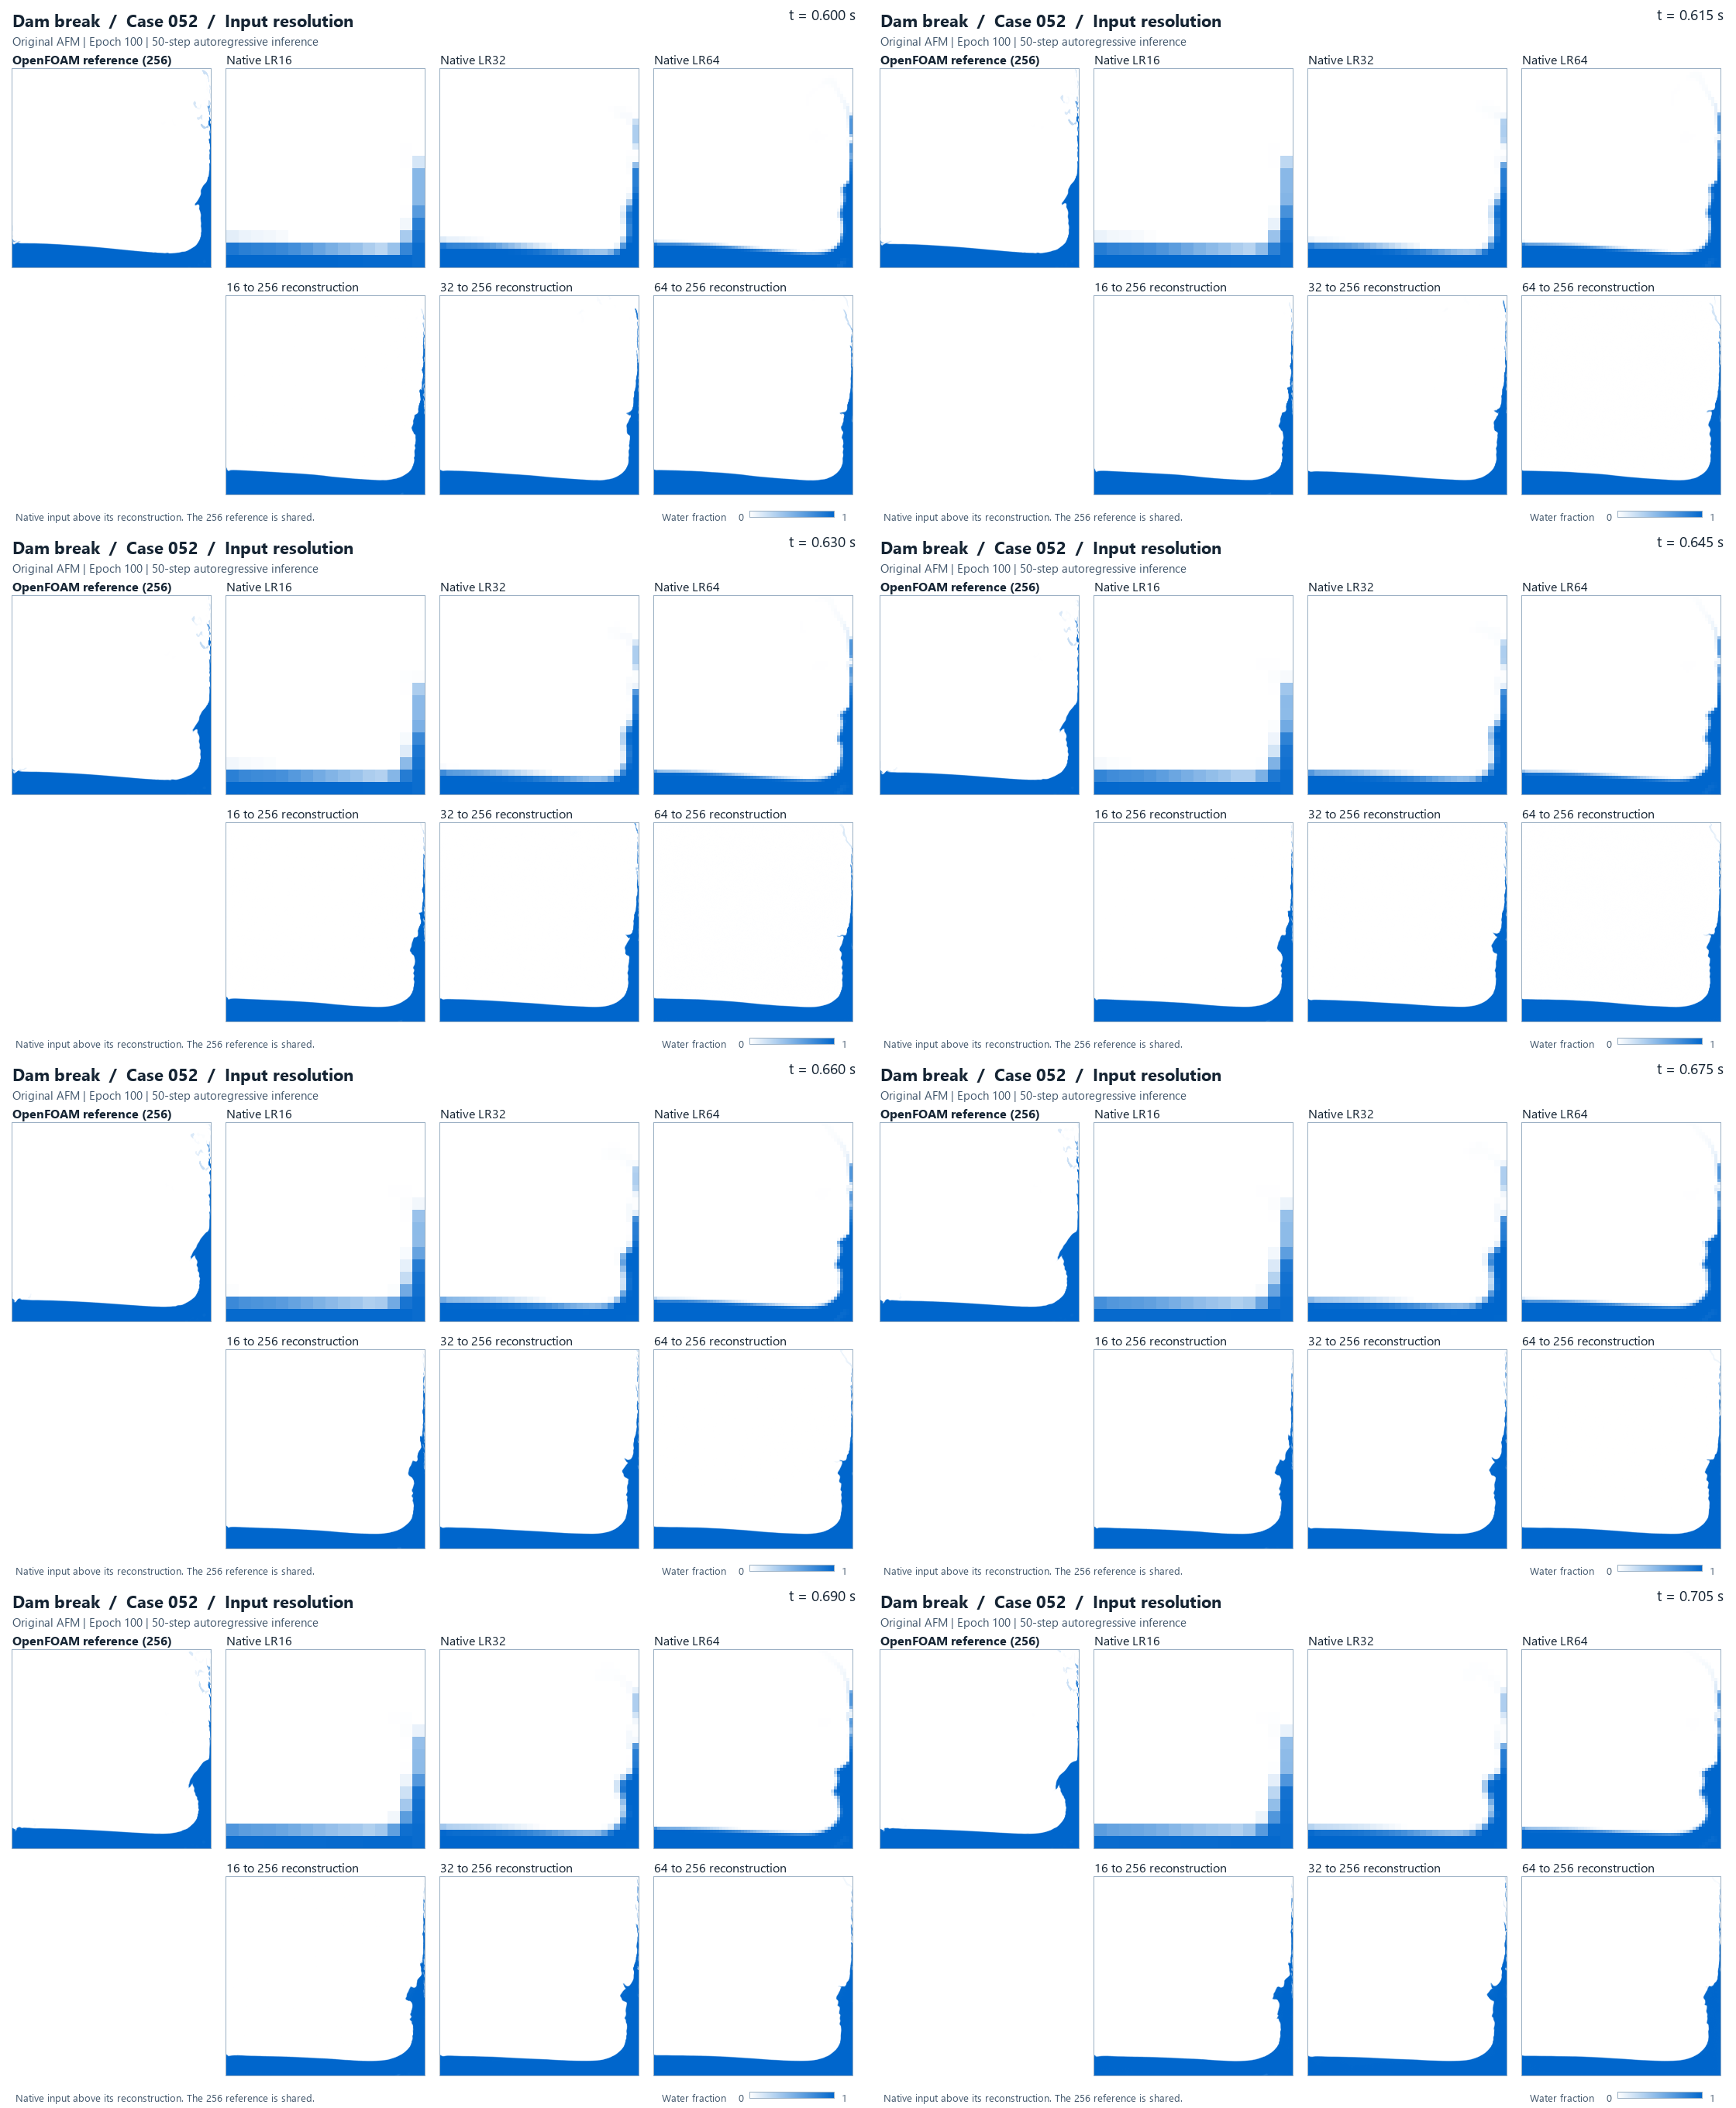 Dam break / Case 052 / Input resolution
t = 0.600 s
Original AFM | Epoch 100 | 50-step autoregressive inference
OpenFOAM reference (256)
Native LR16
Native LR32
Native LR64
16 to 256 reconstruction
32 to 256 reconstruction
64 to 256 reconstruction
Native input above its reconstruction. The 256 reference is shared.
Water fraction 0 1
Dam break / Case 052 / Input resolution
t = 0.615 s
Original AFM | Epoch 100 | 50-step autoregressive inference
OpenFOAM reference (256)
Native LR16
Native LR32
Native LR64
16 to 256 reconstruction
32 to 256 reconstruction
64 to 256 reconstruction
Native input above its reconstruction. The 256 reference is shared.
Water fraction 0 1
Dam break / Case 052 / Input resolution
t = 0.630 s
Original AFM | Epoch 100 | 50-step autoregressive inference
OpenFOAM reference (256)
Native LR16
Native LR32
Native LR64
16 to 256 reconstruction
32 to 256 reconstruction
64 to 256 reconstruction
Native input above its reconstruction. The 256 reference is shared.
Water fraction 0 1
Dam break / Case 052 / Input resolution
t = 0.645 s
Original AFM | Epoch 100 | 50-step autoregressive inference
OpenFOAM reference (256)
Native LR16
Native LR32
Native LR64
16 to 256 reconstruction
32 to 256 reconstruction
64 to 256 reconstruction
Native input above its reconstruction. The 256 reference is shared.
Water fraction 0 1
Dam break / Case 052 / Input resolution
t = 0.660 s
Original AFM | Epoch 100 | 50-step autoregressive inference
OpenFOAM reference (256)
Native LR16
Native LR32
Native LR64
16 to 256 reconstruction
32 to 256 reconstruction
64 to 256 reconstruction
Native input above its reconstruction. The 256 reference is shared.
Water fraction 0 1
Dam break / Case 052 / Input resolution
t = 0.675 s
Original AFM | Epoch 100 | 50-step autoregressive inference
OpenFOAM reference (256)
Native LR16
Native LR32
Native LR64
16 to 256 reconstruction
32 to 256 reconstruction
64 to 256 reconstruction
Native input above its reconstruction. The 256 reference is shared.
Water fraction 0 1
Dam break / Case 052 / Input resolution
t = 0.690 s
Original AFM | Epoch 100 | 50-step autoregressive inference
OpenFOAM reference (256)
Native LR16
Native LR32
Native LR64
16 to 256 reconstruction
32 to 256 reconstruction
64 to 256 reconstruction
Native input above its reconstruction. The 256 reference is shared.
Water fraction 0 1
Dam break / Case 052 / Input resolution
t = 0.705 s
Original AFM | Epoch 100 | 50-step autoregressive inference
OpenFOAM reference (256)
Native LR16
Native LR32
Native LR64
16 to 256 reconstruction
32 to 256 reconstruction
64 to 256 reconstruction
Native input above its reconstruction. The 256 reference is shared.
Water fraction 0 1